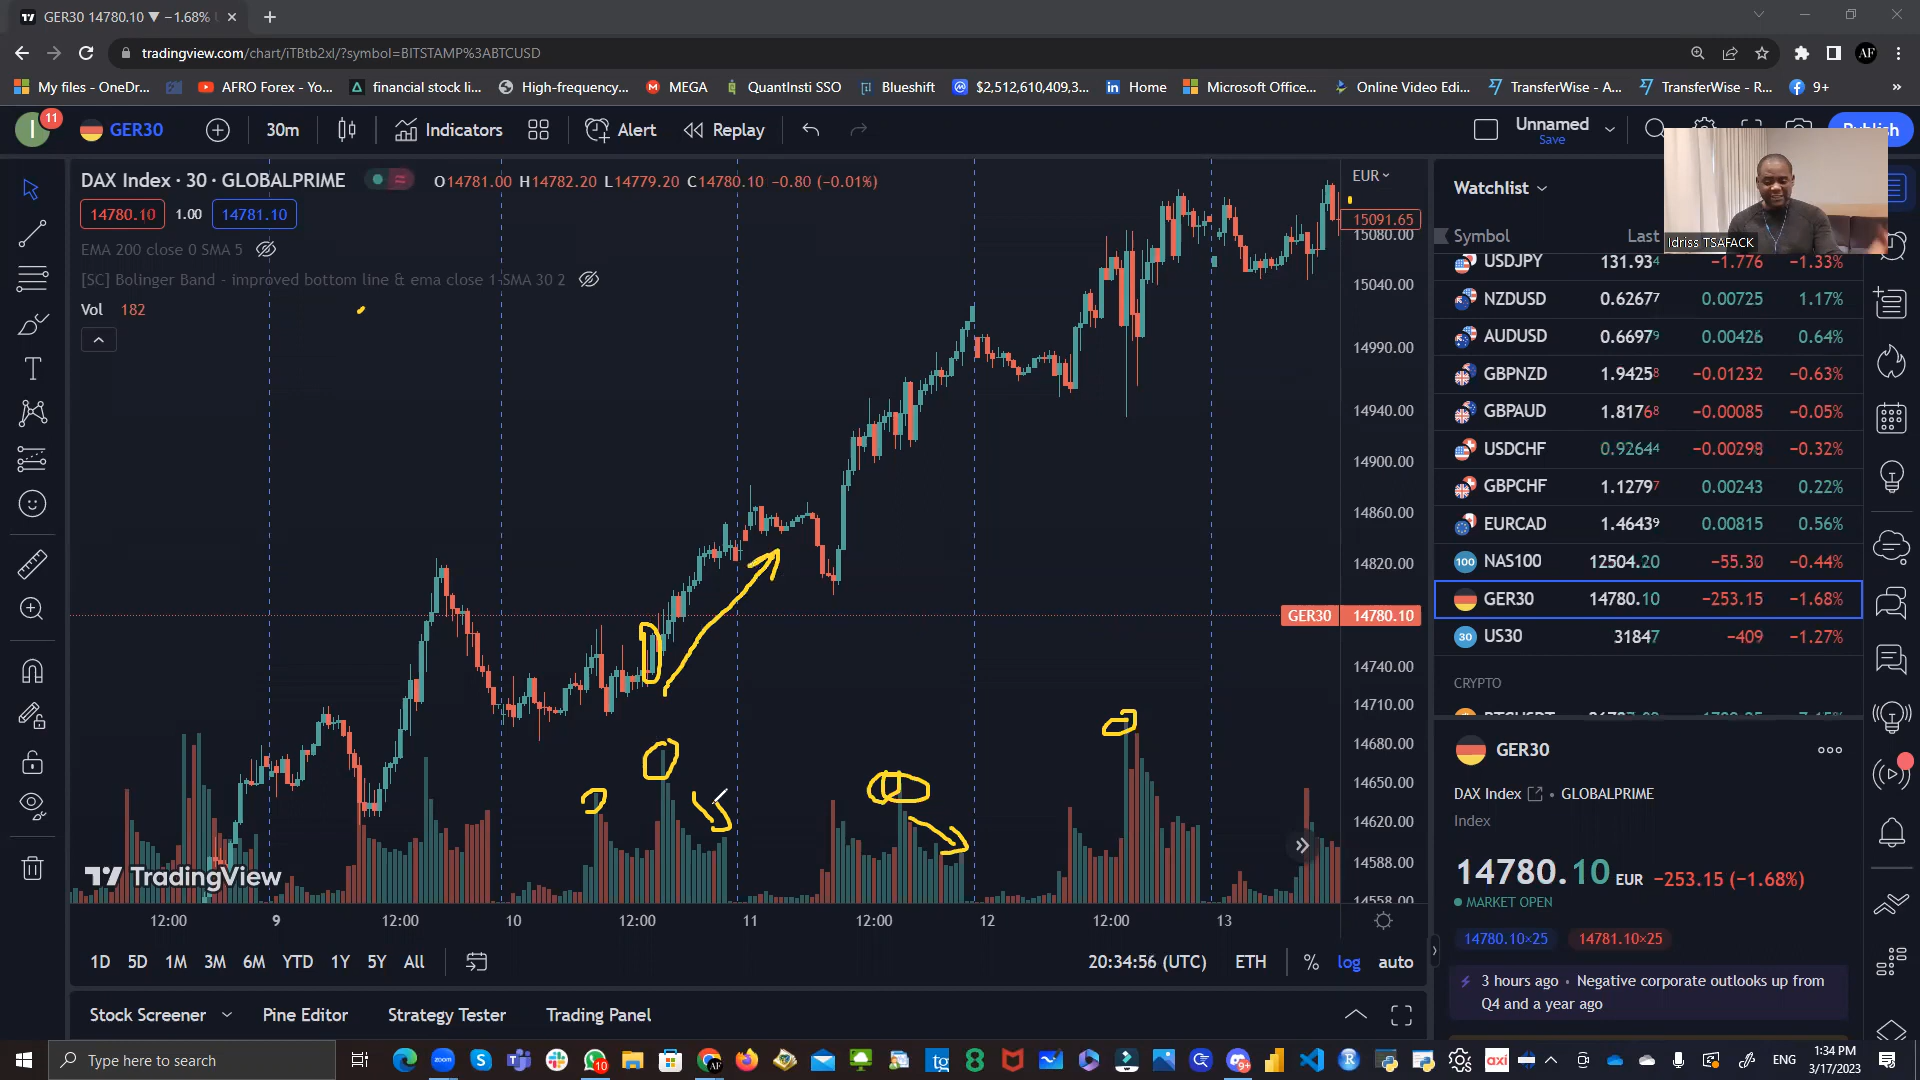 GER30 14780.10 ▼ −1.68%
tradingview.com/chart/iTBtb2xl/?symbol=BITSTAMP%3ABTCUSD
My files - OneDr... AFRO Forex - Yo... financial stock li... High-frequency... MEGA QuantInsti SSO Blueshift $2,512,610,409,3... Home Microsoft Office... Online Video Edi... TransferWise - A... TransferWise - R... 9+
I 11 GER30 30m Indicators Alert Replay Unnamed Save Publish
AF
DAX Index · 30 · GLOBALPRIME O14781.00 H14782.20 L14779.20 C14780.10 −0.80 (−0.01%)
14780.10 1.00 14781.10
EMA 200 close 0 SMA 5
[SC] Bolinger Band - improved bottom line & ema close 1 SMA 30 2
Vol 182
EUR
15091.65
15080.00
15040.00
14990.00
14940.00
14900.00
14860.00
14820.00
GER30 14780.10
14740.00
14710.00
14680.00
14650.00
14620.00
14588.00
14558.00
TradingView
12:00 9 12:00 10 12:00 11 12:00 12 12:00 13
1D 5D 1M 3M 6M YTD 1Y 5Y All 20:34:56 (UTC) ETH % log auto
Stock Screener Pine Editor Strategy Tester Trading Panel
Watchlist
Idriss TSAFACK
Symbol Last
USDJPY 131.934 −1.776 −1.33%
NZDUSD 0.62677 0.00725 1.17%
AUDUSD 0.66979 0.00426 0.64%
GBPNZD 1.94258 −0.01232 −0.63%
GBPAUD 1.81768 −0.00085 −0.05%
USDCHF 0.92644 −0.00298 −0.32%
GBPCHF 1.12797 0.00243 0.22%
EURCAD 1.46439 0.00815 0.56%
100 NAS100 12504.20 −55.30 −0.44%
GER30 14780.10 −253.15 −1.68%
30 US30 31847 −409 −1.27%
CRYPTO
GER30
DAX Index · GLOBALPRIME
Index
14780.10 EUR −253.15 (−1.68%)
MARKET OPEN
14780.10×25 14781.10×25
3 hours ago · Negative corporate outlooks up from
Q4 and a year ago
Type here to search
zoom 10 AF tg 9+ axi ENG
1:34 PM
3/17/2023